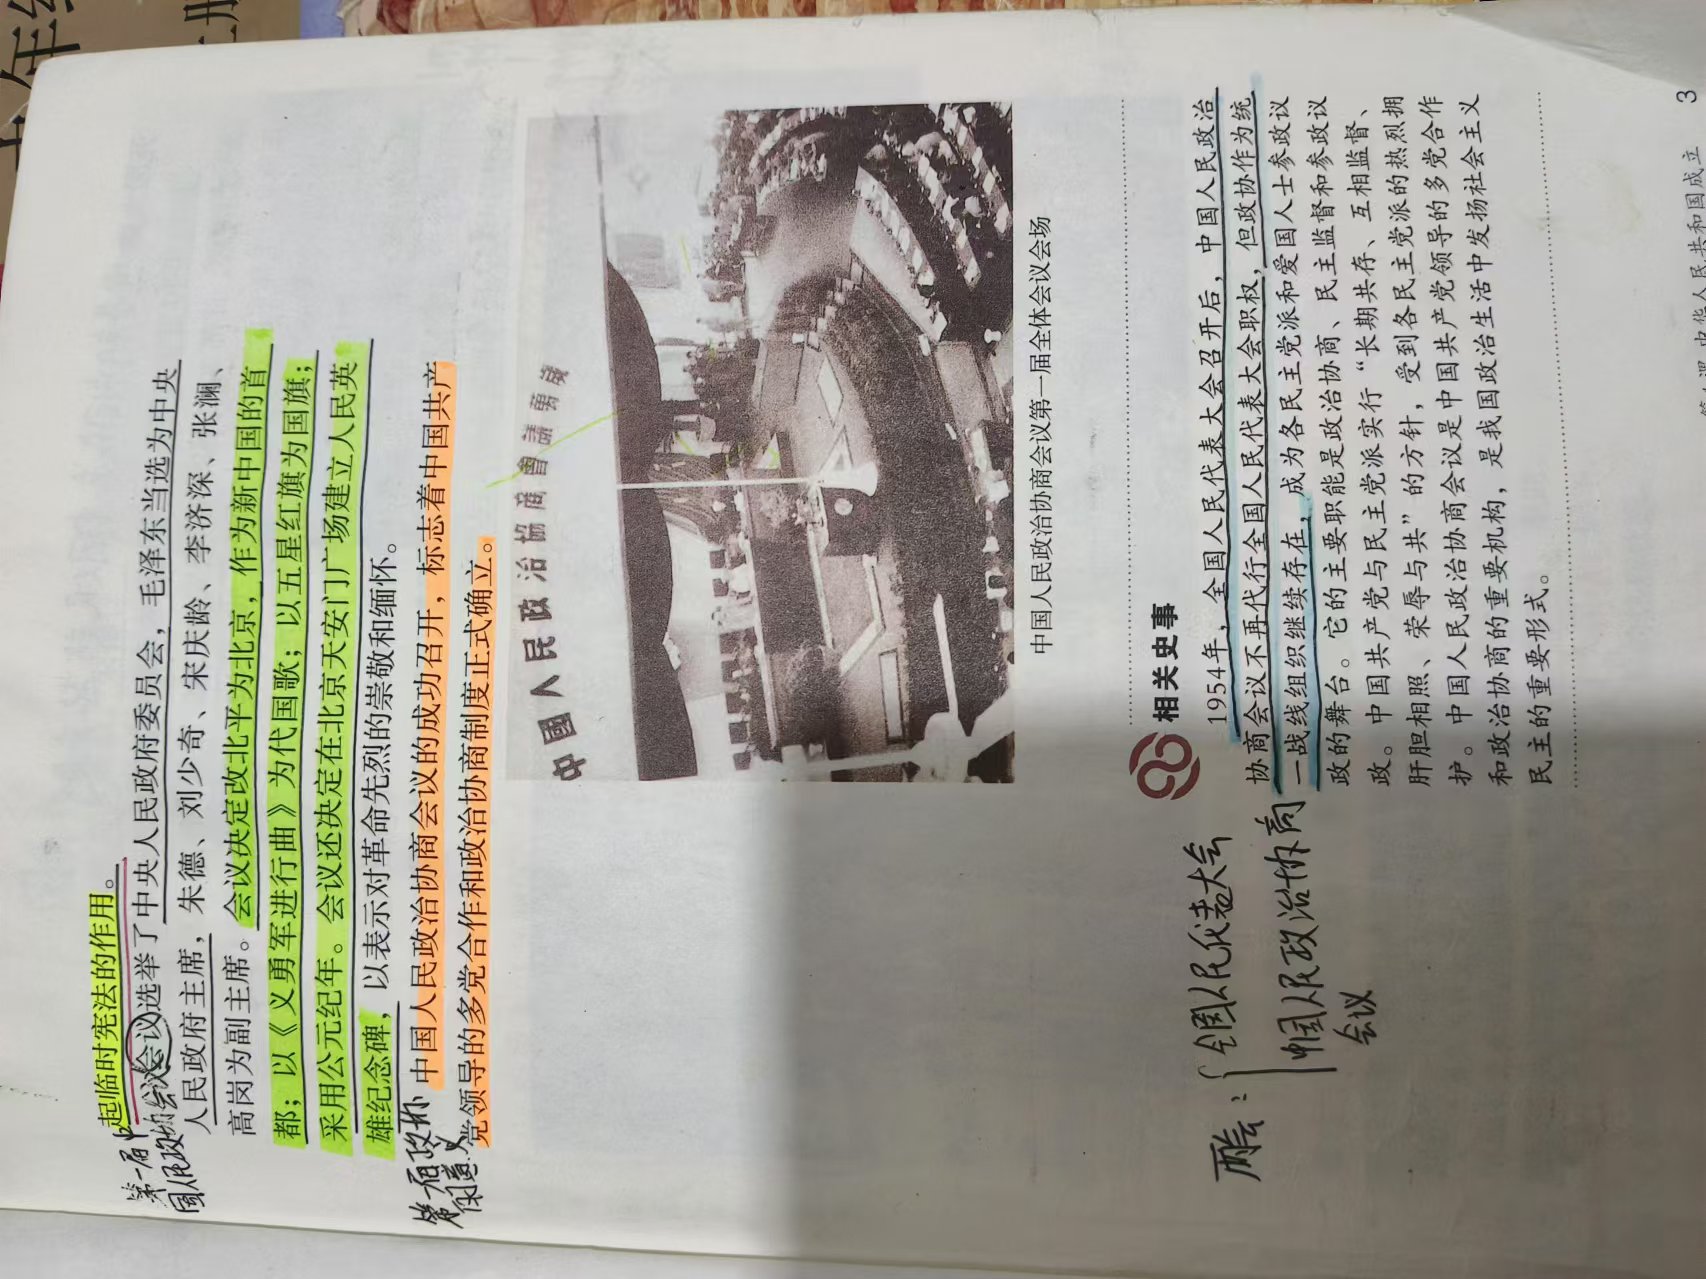 起临时宪法的作用。
第一届中
国人民政协会议
会议选举了中央人民政府委员会，毛泽东当选为中央
人民政府主席，朱德、刘少奇、宋庆龄、李济深、张澜、
高岗为副主席。会议决定改北平为北京，作为新中国的首
都；以《义勇军进行曲》为代国歌；以五星红旗为国旗；
采用公元纪年。会议还决定在北京天安门广场建立人民英
雄纪念碑，以表示对革命先烈的崇敬和缅怀。
第一届政协
意义
中国人民政治协商会议的成功召开，标志着中国共产
党领导的多党合作和政治协商制度正式确立。
中國人民政治協商會議萬歲
中国人民政治协商会议第一届全体会议会场
相关史事
1954年，全国人民代表大会召开后，中国人民政治
协商会议不再代行全国人民代表大会职权，但政协作为统
一战线组织继续存在，成为各民主党派和爱国人士参政议
政的舞台。它的主要职能是政治协商、民主监督和参政议
政。中国共产党与民主党派实行“长期共存、互相监督、
肝胆相照、荣辱与共”的方针，受到各民主党派的热烈拥
护。中国人民政治协商会议是中国共产党领导的多党合作
和政治协商的重要机构，是我国政治生活中发扬社会主义
民主的重要形式。
两会：
全国人民代表大会
中国人民政治协商
会议
第1课 中华人民共和国成立 3
年级
上册